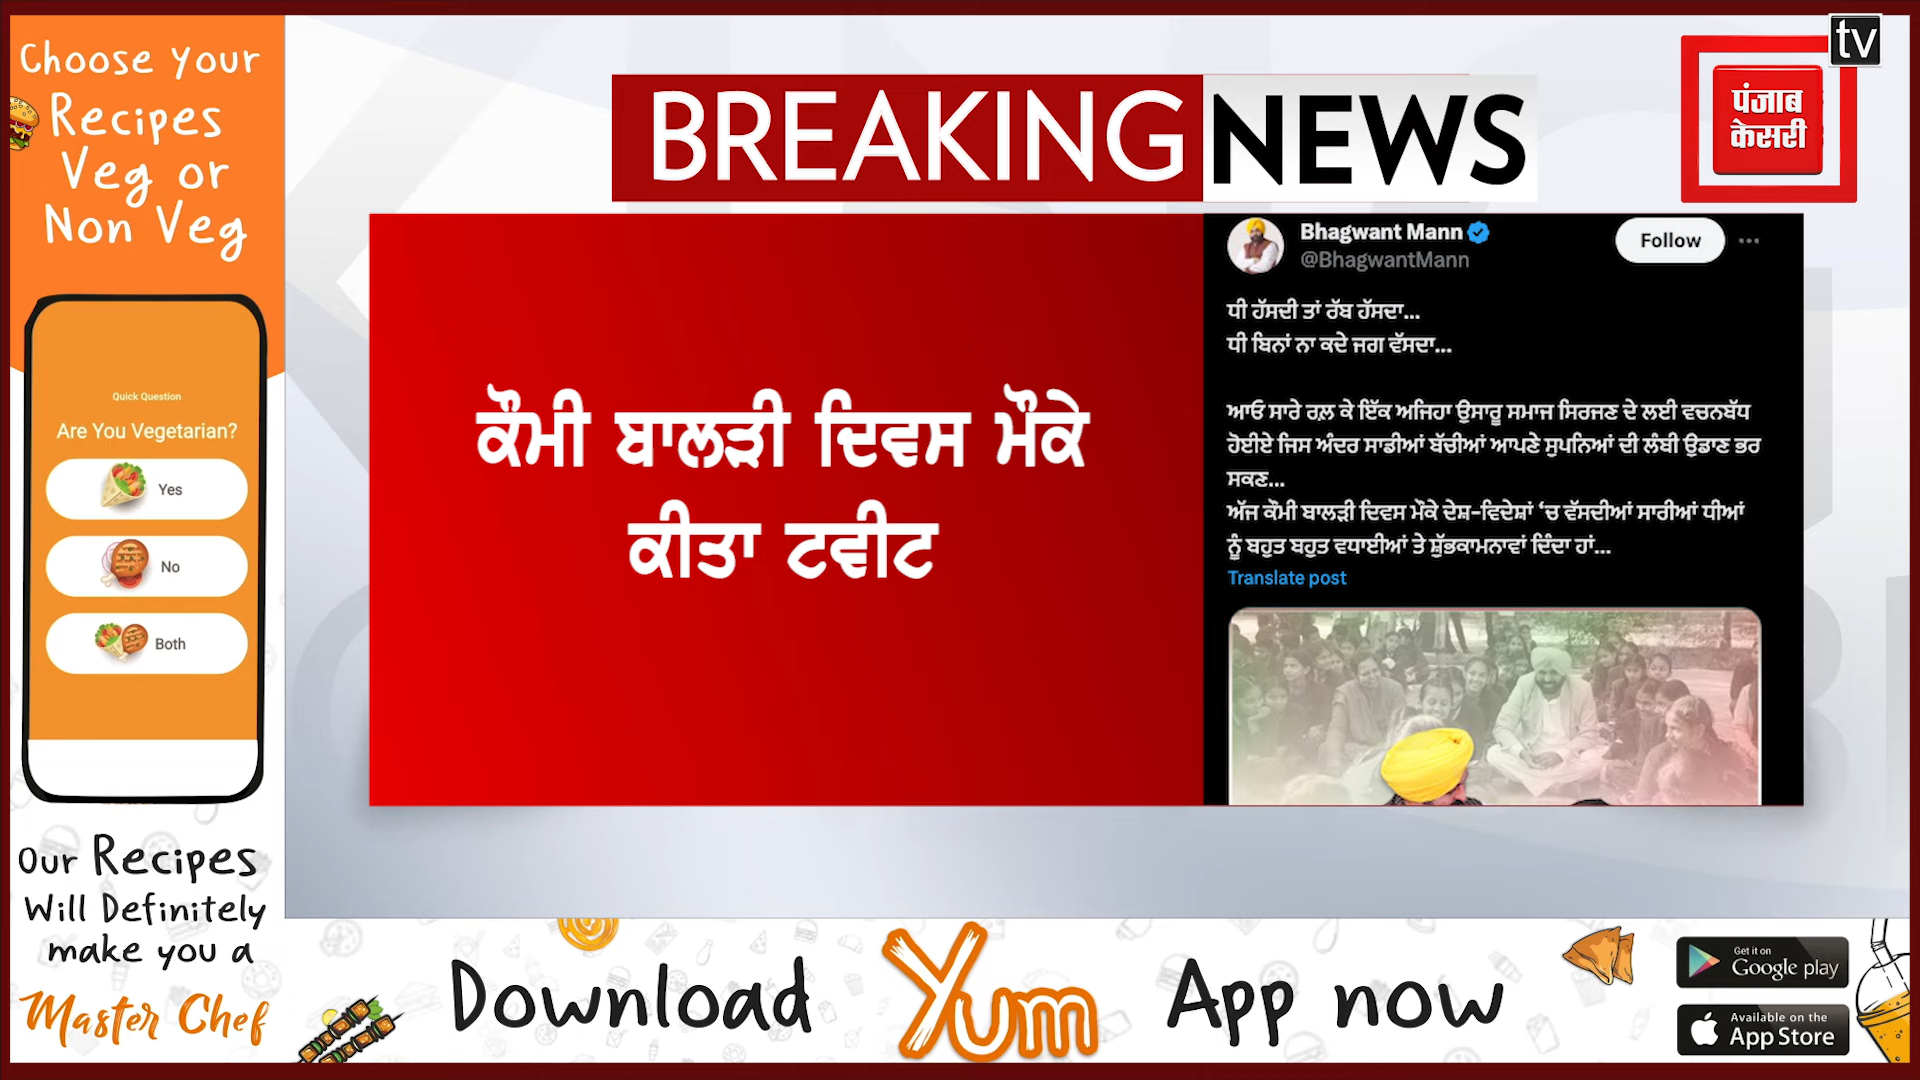 Choose Your
Recipes
Veg or
Non Veg
Quick Question
Are You Vegetarian?
Yes
No
Both
Our Recipes
Will Definitely
make you a
Master Chef
BREAKING NEWS
tv
ਪੰਜਾਬ
केसरी
ਕੌਮੀ ਬਾਲੜੀ ਦਿਵਸ ਮੌਕੇ
ਕੀਤਾ ਟਵੀਟ
Bhagwant Mann
@BhagwantMann
Follow
ਧੀ ਹੱਸਦੀ ਤਾਂ ਰੱਬ ਹੱਸਦਾ...
ਧੀ ਬਿਨਾਂ ਨਾ ਕਦੇ ਜਗ ਵੱਸਦਾ...
ਆਓ ਸਾਰੇ ਰਲ਼ ਕੇ ਇੱਕ ਅਜਿਹਾ ਉਸਾਰੂ ਸਮਾਜ ਸਿਰਜਣ ਦੇ ਲਈ ਵਚਨਬੱਧ
ਹੋਈਏ ਜਿਸ ਅੰਦਰ ਸਾਡੀਆਂ ਬੱਚੀਆਂ ਆਪਣੇ ਸੁਪਨਿਆਂ ਦੀ ਲੰਬੀ ਉਡਾਣ ਭਰ
ਸਕਣ...
ਅੱਜ ਕੌਮੀ ਬਾਲੜੀ ਦਿਵਸ ਮੌਕੇ ਦੇਸ਼-ਵਿਦੇਸ਼ਾਂ 'ਚ ਵੱਸਦੀਆਂ ਸਾਰੀਆਂ ਧੀਆਂ
ਨੂੰ ਬਹੁਤ ਬਹੁਤ ਵਧਾਈਆਂ ਤੇ ਸ਼ੁੱਭਕਾਮਨਾਵਾਂ ਦਿੰਦਾ ਹਾਂ...
Translate post
Download Yum App now
Get it on
Google play
Available on the
App Store